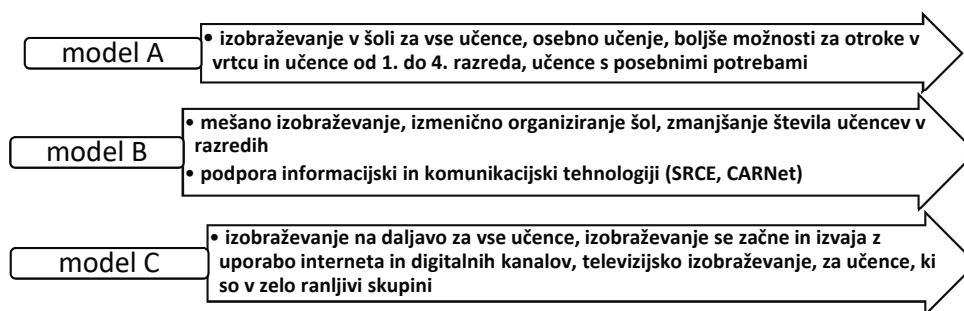 model A
• izobraževanje v šoli za vse učence, osebno učenje, boljše možnosti za otroke v
vrtcu in učence od 1. do 4. razreda, učence s posebnimi potrebami
model B
• mešano izobraževanje, izmenično organiziranje šol, zmanjšanje števila učencev v
razredih
• podpora informacijski in komunikacijski tehnologiji (SRCE, CARNet)
model C
• izobraževanje na daljavo za vse učence, izobraževanje se začne in izvaja z
uporabo interneta in digitalnih kanalov, televizijsko izobraževanje, za učence, ki
so v zelo ranljivi skupini